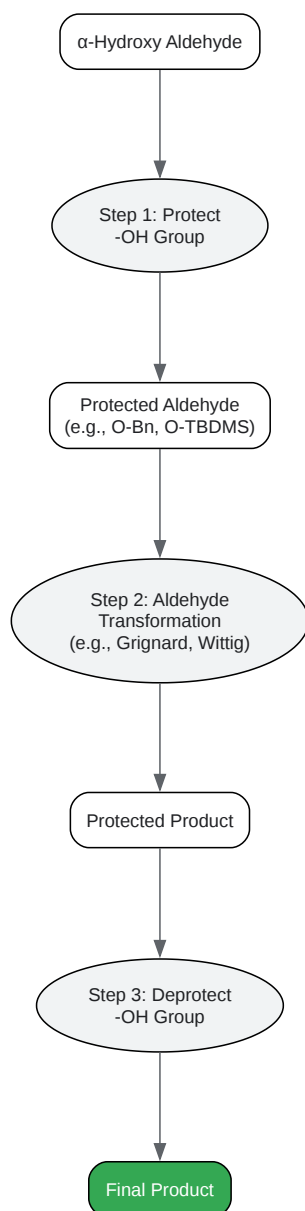 α-Hydroxy Aldehyde
Step 1: Protect
-OH Group
Protected Aldehyde
(e.g., O-Bn, O-TBDMS)
Step 2: Aldehyde
Transformation
(e.g., Grignard, Wittig)
Protected Product
Step 3: Deprotect
-OH Group
Final Product